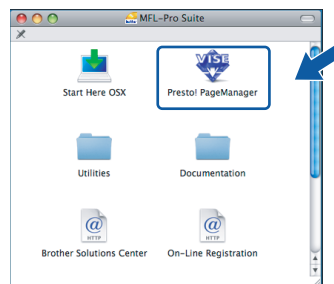 MFL-Pro Suite
VISE
Start Here OSX
Presto! PageManager
Utilities
Documentation
@
HTTP
@
HTTP
Brother Solutions Center
On-Line Registration